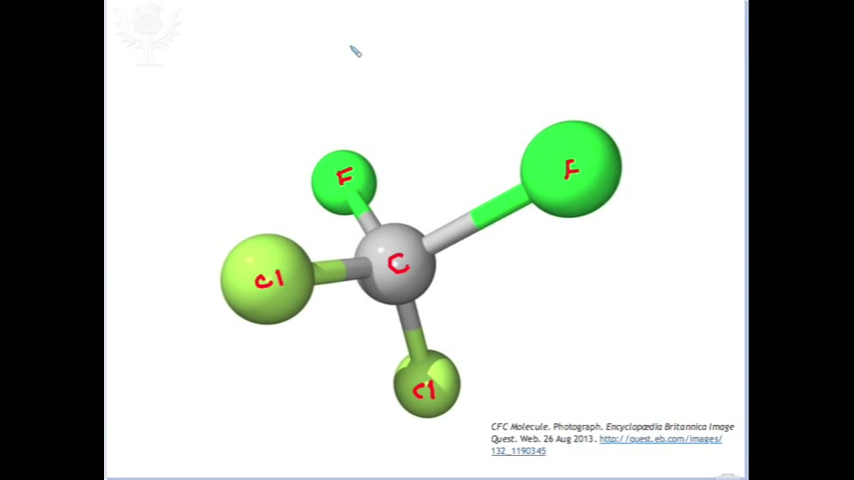 F
F
C
Cl
Cl
CFC Molecule. Photograph. Encyclopædia Britannica Image
Quest. Web. 26 Aug 2013. http://quest.eb.com/images/
132_1190345